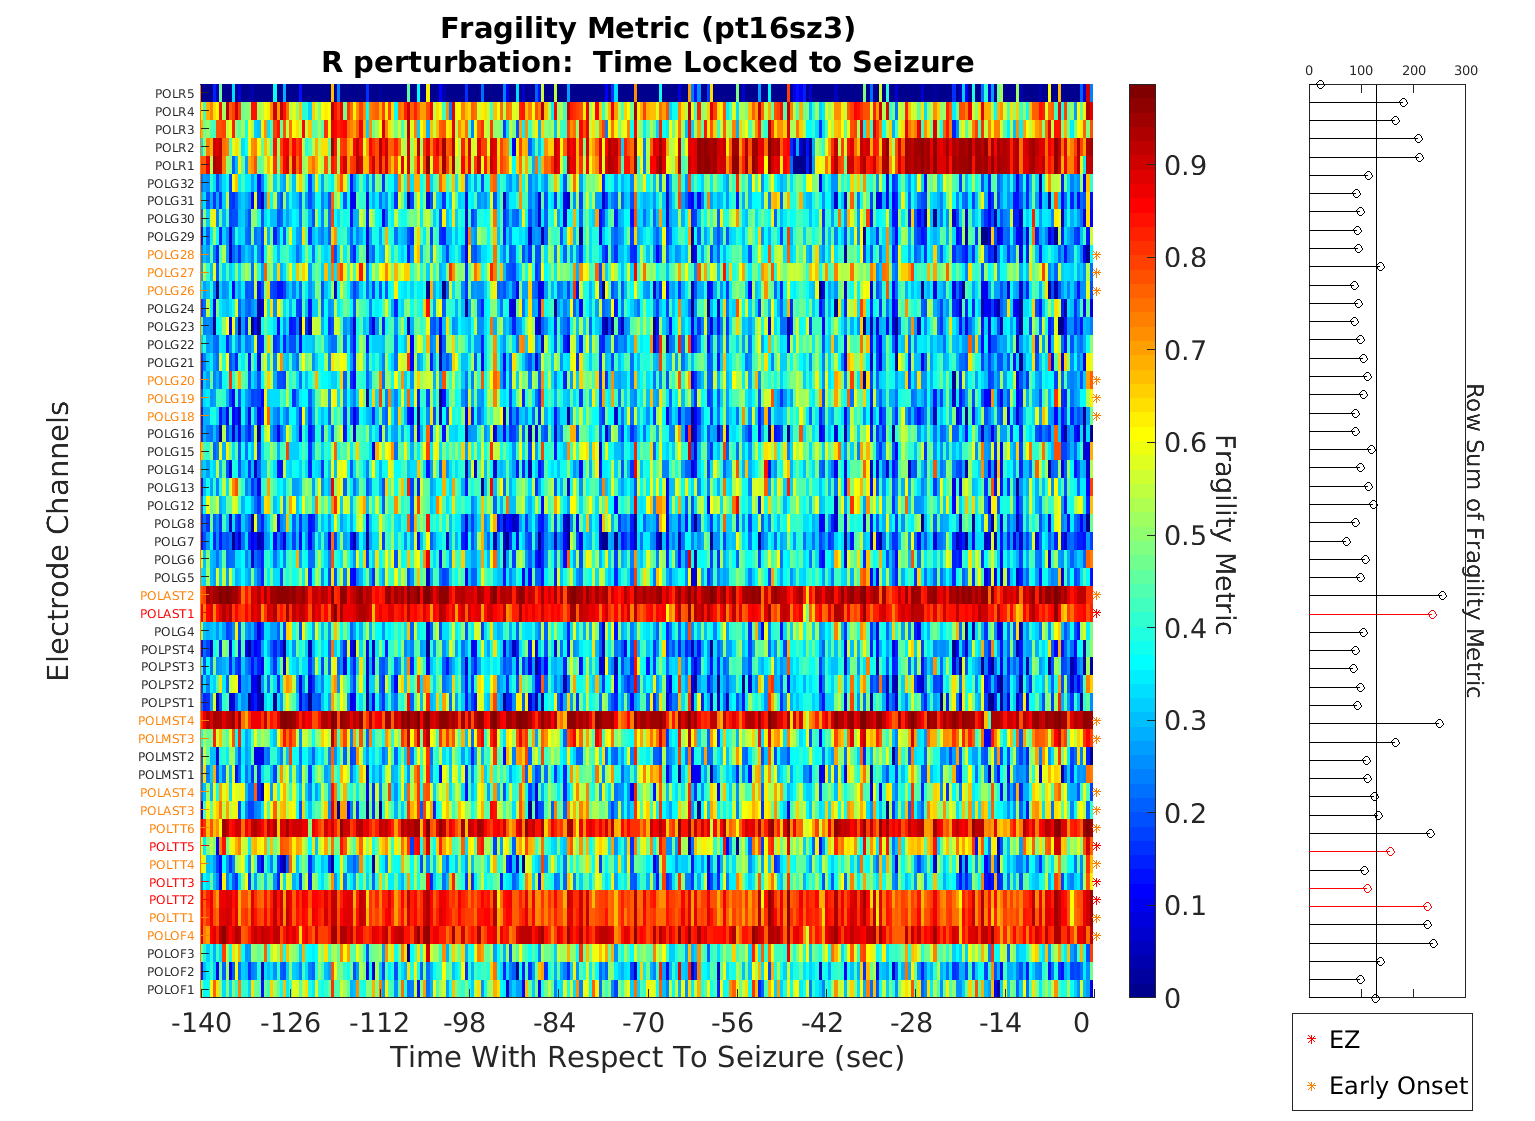 Fragility Metric (pt16sz3)
R perturbation:  Time Locked to Seizure
Electrode Channels
POLR5
POLR4
POLR3
POLR2
POLR1
POLG32
POLG31
POLG30
POLG29
POLG28
POLG27
POLG26
POLG24
POLG23
POLG22
POLG21
POLG20
POLG19
POLG18
POLG16
POLG15
POLG14
POLG13
POLG12
POLG8
POLG7
POLG6
POLG5
POLAST2
POLAST1
POLG4
POLPST4
POLPST3
POLPST2
POLPST1
POLMST4
POLMST3
POLMST2
POLMST1
POLAST4
POLAST3
POLTT6
POLTT5
POLTT4
POLTT3
POLTT2
POLTT1
POLOF4
POLOF3
POLOF2
POLOF1
-140 -126 -112 -98 -84 -70 -56 -42 -28 -14 0
Time With Respect To Seizure (sec)
0.9
0.8
0.7
0.6
0.5
0.4
0.3
0.2
0.1
0
Fragility Metric
0 100 200 300
Row Sum of Fragility Metric
EZ
Early Onset